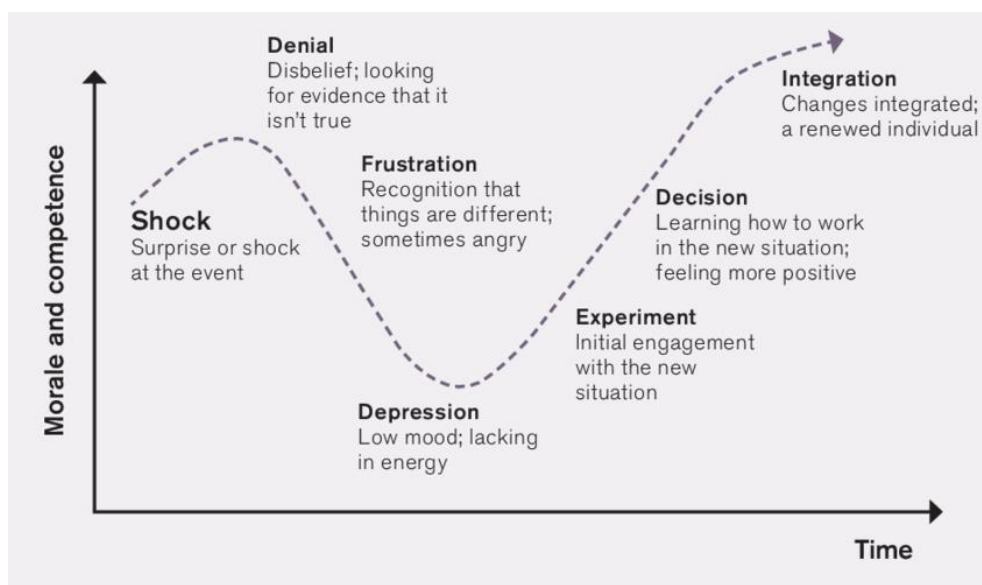 Denial
Disbelief; looking
for evidence that it
isn't true
Integration
Changes integrated;
a renewed individual
Frustration
Recognition that
things are different;
sometimes angry
Decision
Learning how to work
in the new situation;
feeling more positive
Shock
Surprise or shock
at the event
Experiment
Initial engagement
with the new
situation
Depression
Low mood; lacking
in energy
Morale and competence
Time